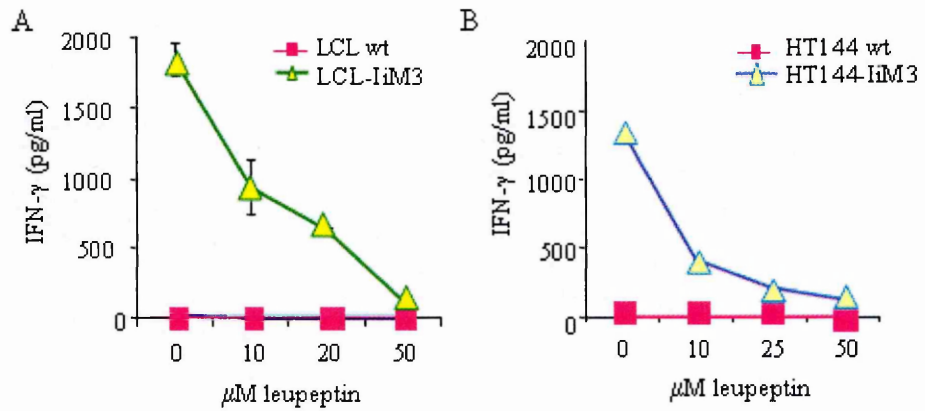 A
2000
1500
1000
500
0
IFN-γ (pg/ml)
LCL wt
LCL-IiM3
0 10 20 50
μM leupeptin
B
2000
1500
1000
500
0
IFN-γ (pg/ml)
HT144 wt
HT144-IiM3
0 10 25 50
μM leupeptin